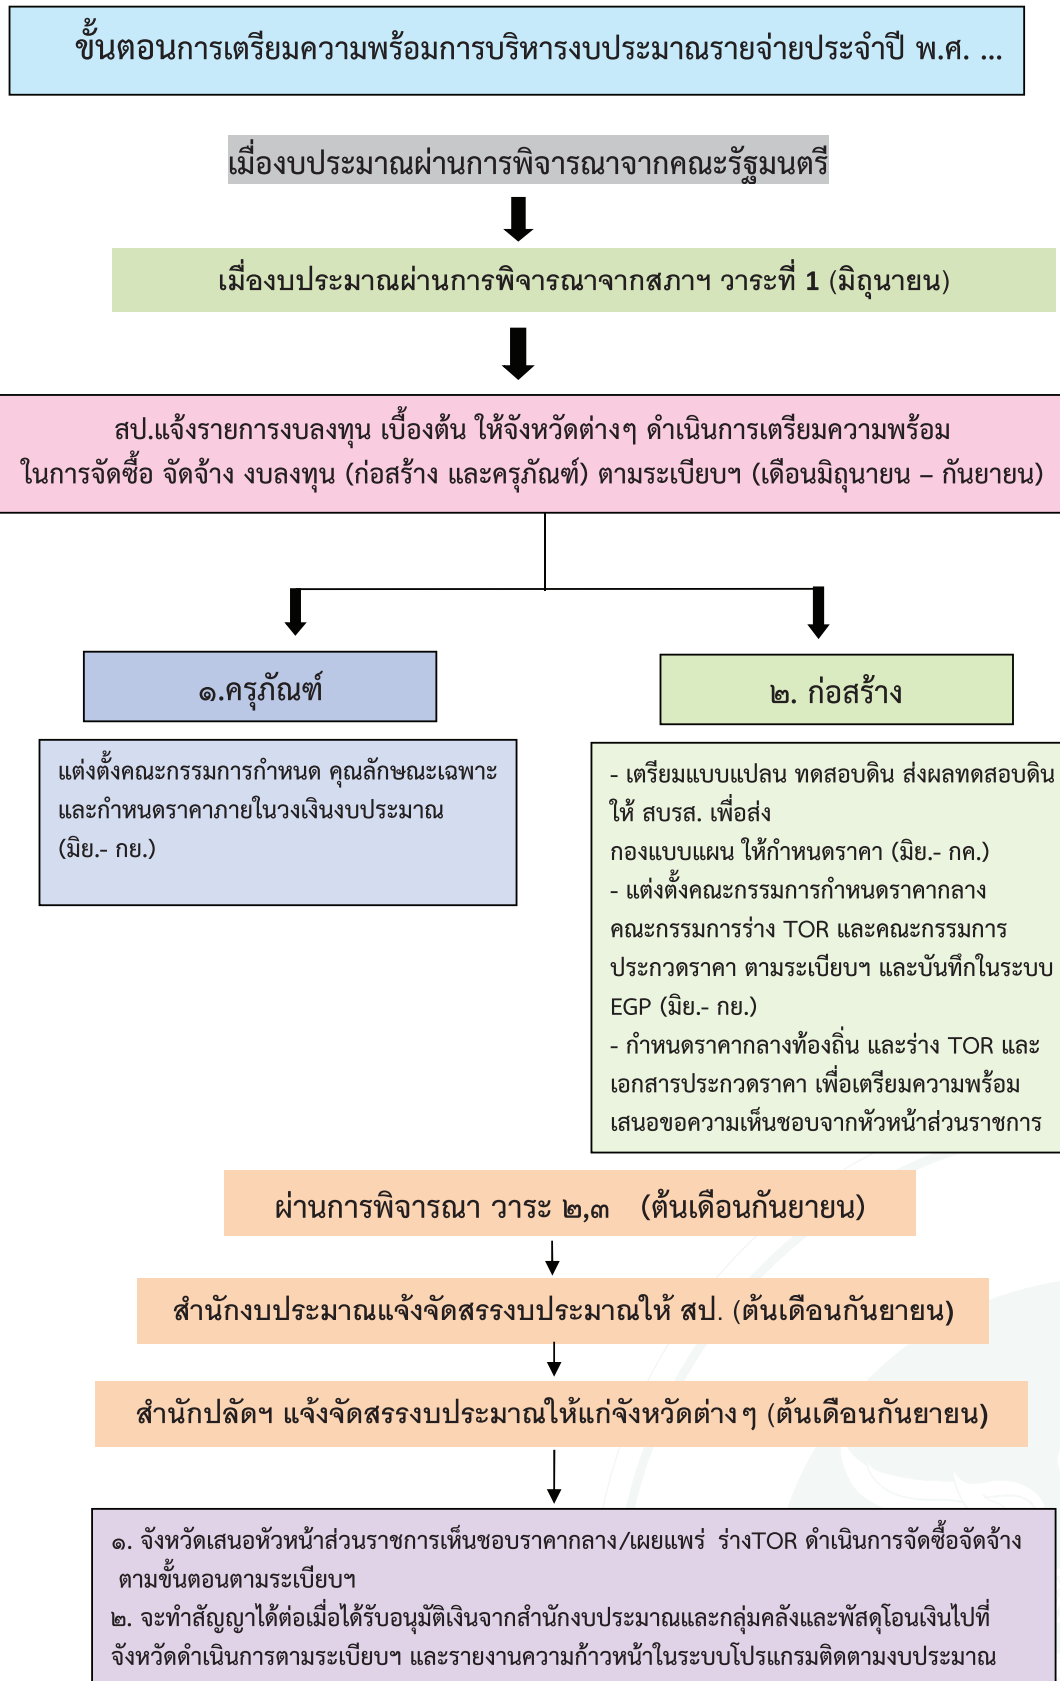 ขั้นตอนการเตรียมความพร้อมการบริหารงบประมาณรายจ่ายประจำปี พ.ศ. ...
เมื่องบประมาณผ่านการพิจารณาจากคณะรัฐมนตรี
เมื่องบประมาณผ่านการพิจารณาจากสภาฯ วาระที่ 1 (มิถุนายน)
สป.แจ้งรายการงบลงทุน เบื้องต้น ให้จังหวัดต่างๆ ดำเนินการเตรียมความพร้อม
ในการจัดซื้อ จัดจ้าง งบลงทุน (ก่อสร้าง และครุภัณฑ์) ตามระเบียบฯ (เดือนมิถุนายน – กันยายน)
๑.ครุภัณฑ์
แต่งตั้งคณะกรรมการกำหนด คุณลักษณะเฉพาะ
และกำหนดราคาภายในวงเงินงบประมาณ
(มิย.- กย.)
๒. ก่อสร้าง
- เตรียมแบบแปลน ทดสอบดิน ส่งผลทดสอบดิน
ให้ สบรส. เพื่อส่ง
กองแบบแผน ให้กำหนดราคา (มิย.- กค.)
- แต่งตั้งคณะกรรมการกำหนดราคากลาง
คณะกรรมการร่าง TOR และคณะกรรมการ
ประกวดราคา ตามระเบียบฯ และบันทึกในระบบ
EGP (มิย.- กย.)
- กำหนดราคากลางท้องถิ่น และร่าง TOR และ
เอกสารประกวดราคา เพื่อเตรียมความพร้อม
เสนอขอความเห็นชอบจากหัวหน้าส่วนราชการ
ผ่านการพิจารณา วาระ ๒,๓ (ต้นเดือนกันยายน)
สำนักงบประมาณแจ้งจัดสรรงบประมาณให้ สป. (ต้นเดือนกันยายน)
สำนักปลัดฯ แจ้งจัดสรรงบประมาณให้แก่จังหวัดต่าง ๆ (ต้นเดือนกันยายน)
๑. จังหวัดเสนอหัวหน้าส่วนราชการเห็นชอบราคากลาง/เผยแพร่ ร่างTOR ดำเนินการจัดซื้อจัดจ้าง
ตามขั้นตอนตามระเบียบฯ
๒. จะทำสัญญาได้ต่อเมื่อได้รับอนุมัติเงินจากสำนักงบประมาณและกลุ่มคลังและพัสดุโอนเงินไปที่
จังหวัดดำเนินการตามระเบียบฯ และรายงานความก้าวหน้าในระบบโปรแกรมติดตามงบประมาณ